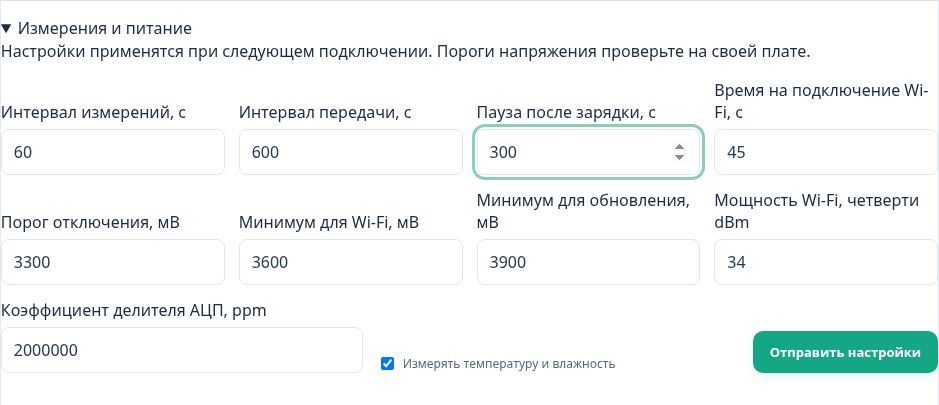 ▼ Измерения и питание
Настройки применятся при следующем подключении. Пороги напряжения проверьте на своей плате.
Интервал измерений, с
Интервал передачи, с
Пауза после зарядки, с
Время на подключение Wi-
Fi, с
60
600
300
45
Порог отключения, мВ
Минимум для Wi-Fi, мВ
Минимум для обновления,
мВ
Мощность Wi-Fi, четверти
dBm
3300
3600
3900
34
Коэффициент делителя АЦП, ppm
2000000
Измерять температуру и влажность
Отправить настройки